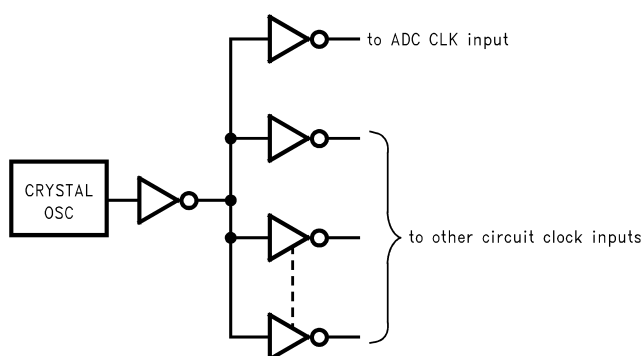 to ADC CLK input
CRYSTAL
OSC
to other circuit clock inputs